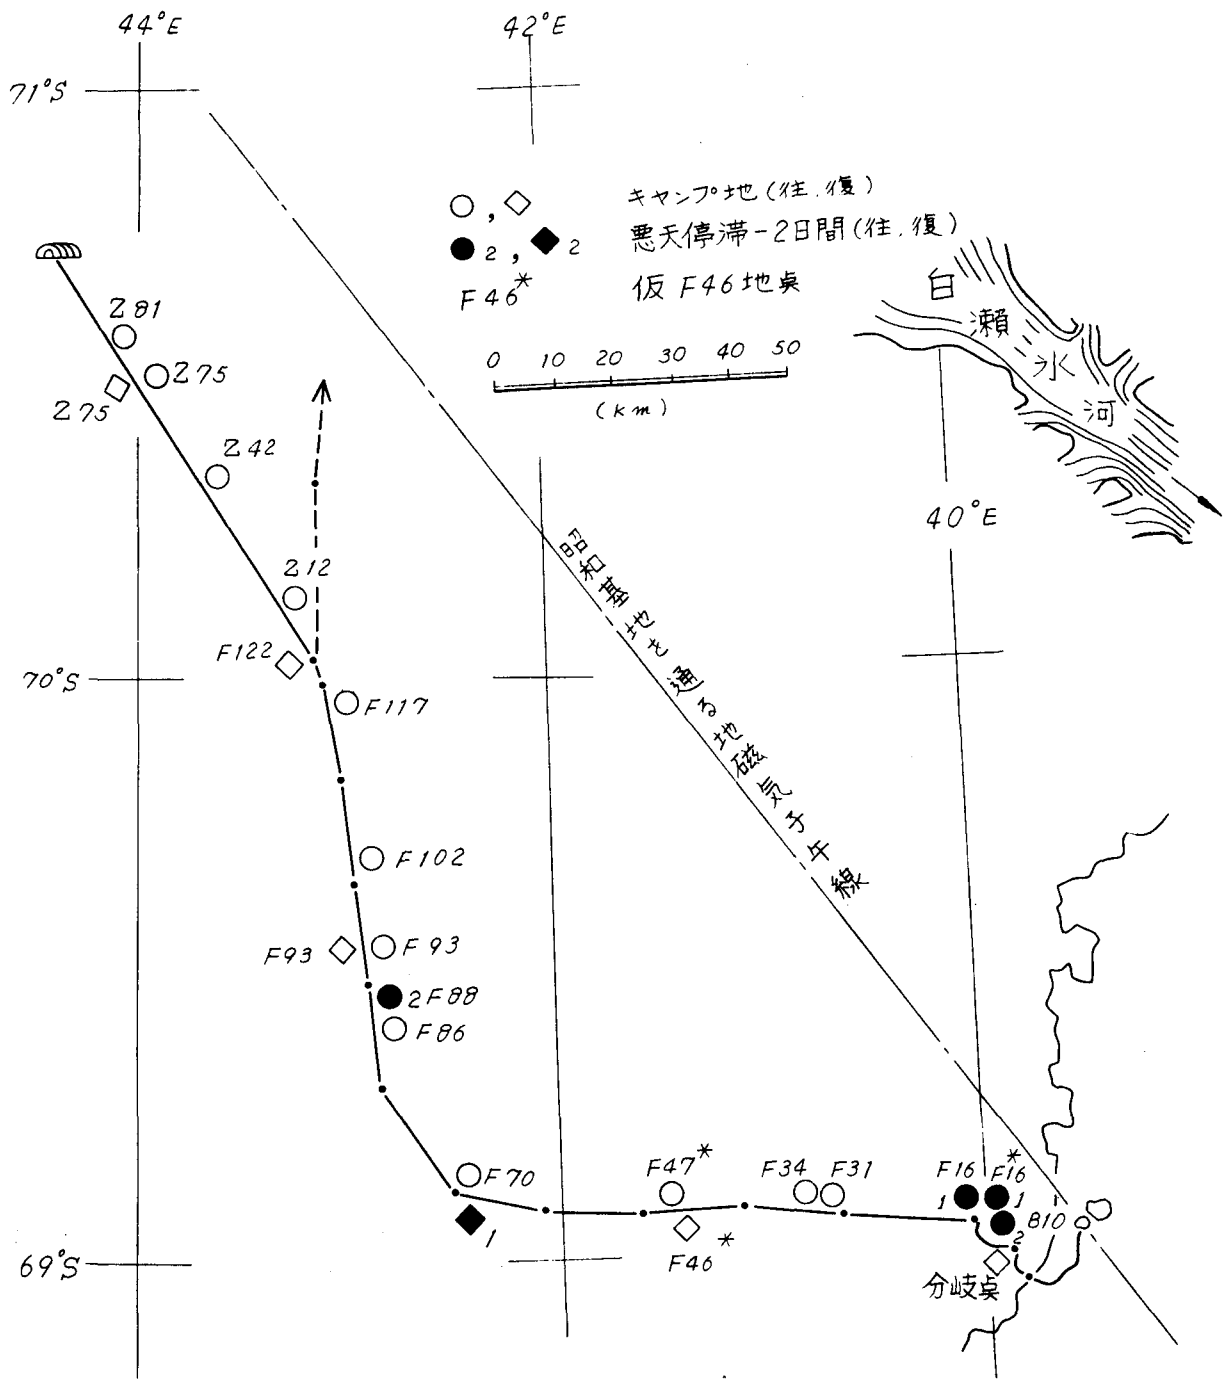 44°E
42°E
71°S
キャンプ地(往.復)
悪天停滞-2日間(往.復)
2 , 2
F46* 仮 F46地点
白瀬氷河
Z81
0 10 20 30 40 50
(km)
Z75
Z75
Z42
40°E
昭和基地を通る地磁気子午線
Z12
F122
70°S
F117
F102
F93
F93
2 F88
F86
F70
1
F47*
F34
F31
F16
F16*
1
1
B10
2
F46*
69°S
分岐点